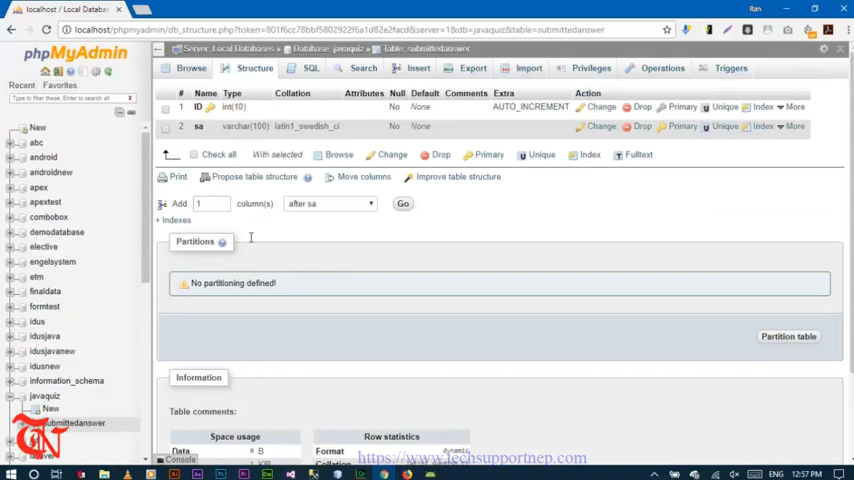 localhost / Local Databas
Ran
localhost/phpmyadmin/db_structure.php?token=801f6cc78bbf5802922f6a1d82e2facd&server=1&db=javaquiz&table=submittedanswer
phpMyAdmin
Recent Favorites
Type to filter these, Enter to search all X
New
abc
android
androidnew
apex
apextest
combobox
demodatabase
elective
engelsystem
etm
finaldata
formtest
idus
idusjava
idusjavanew
idusnew
information_schema
javaquiz
New
submittedanswer
Server: Local Databases » Database: javaquiz » Table: submittedanswer
Browse Structure SQL Search Insert Export Import Privileges Operations Triggers
# Name Type Collation Attributes Null Default Comments Extra Action
1 ID int(10) No None AUTO_INCREMENT Change Drop Primary Unique Index More
2 sa varchar(100) latin1_swedish_ci No None Change Drop Primary Unique Index More
Check all With selected: Browse Change Drop Primary Unique Index Fulltext
Print Propose table structure Move columns Improve table structure
Add 1 column(s) after sa Go
+ Indexes
Partitions
No partitioning defined!
Partition table
Information
Table comments:
Space usage Row statistics
Data 0 B Format dynamic
Console
https://www.techsupportnep.com
ENG 12:57 PM